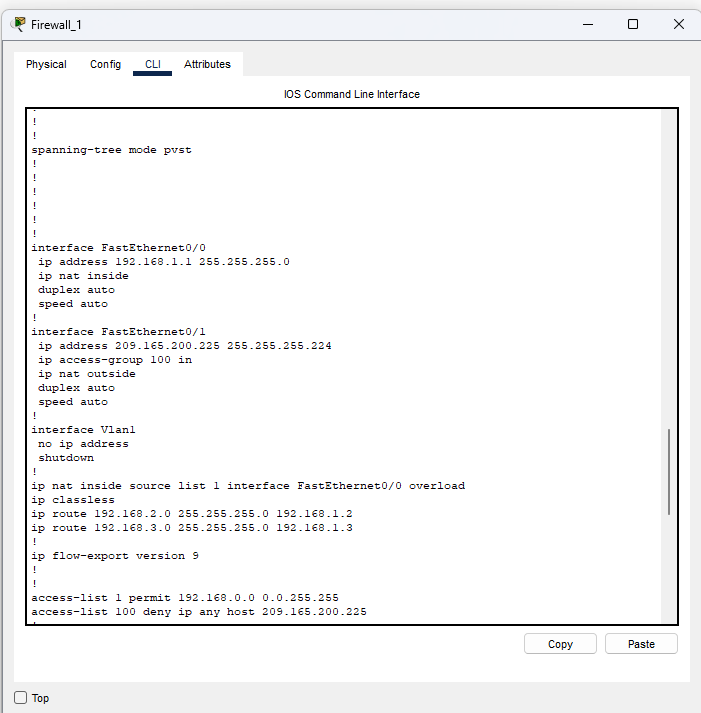 Firewall_1
Physical Config CLI Attributes
IOS Command Line Interface
!
!
!
spanning-tree mode pvst
!
!
!
!
!
!
interface FastEthernet0/0
ip address 192.168.1.1 255.255.255.0
ip nat inside
duplex auto
speed auto
!
interface FastEthernet0/1
ip address 209.165.200.225 255.255.255.224
ip access-group 100 in
ip nat outside
duplex auto
speed auto
!
interface Vlan1
no ip address
shutdown
!
ip nat inside source list 1 interface FastEthernet0/0 overload
ip classless
ip route 192.168.2.0 255.255.255.0 192.168.1.2
ip route 192.168.3.0 255.255.255.0 192.168.1.3
!
ip flow-export version 9
!
!
access-list 1 permit 192.168.0.0 0.0.255.255
access-list 100 deny ip any host 209.165.200.225
!
Copy Paste
Top